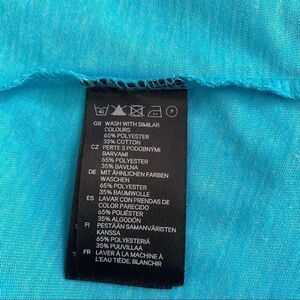 GB WASH WITH SIMILAR
COLOURS
65% POLYESTER
35% COTTON
CZ PERTE S PODOBNÝMI
BARVAMI
65% POLYESTER
35% BAVLNA
DE MIT ÄHNLICHEN FARBEN
WASCHEN
65% POLYESTER
35% BAUMWOLLE
ES LAVAR CON PRENDAS DE
COLOR PARECIDO
65% POLIÉSTER
35% ALGODÓN
FI PESTÄÄN SAMANVÄRISTEN
KANSSA
65% POLYESTERIÄ
35% PUUVILLAA
FR LAVER À LA MACHINE À
L'EAU TIÈDE. BLANCHIR